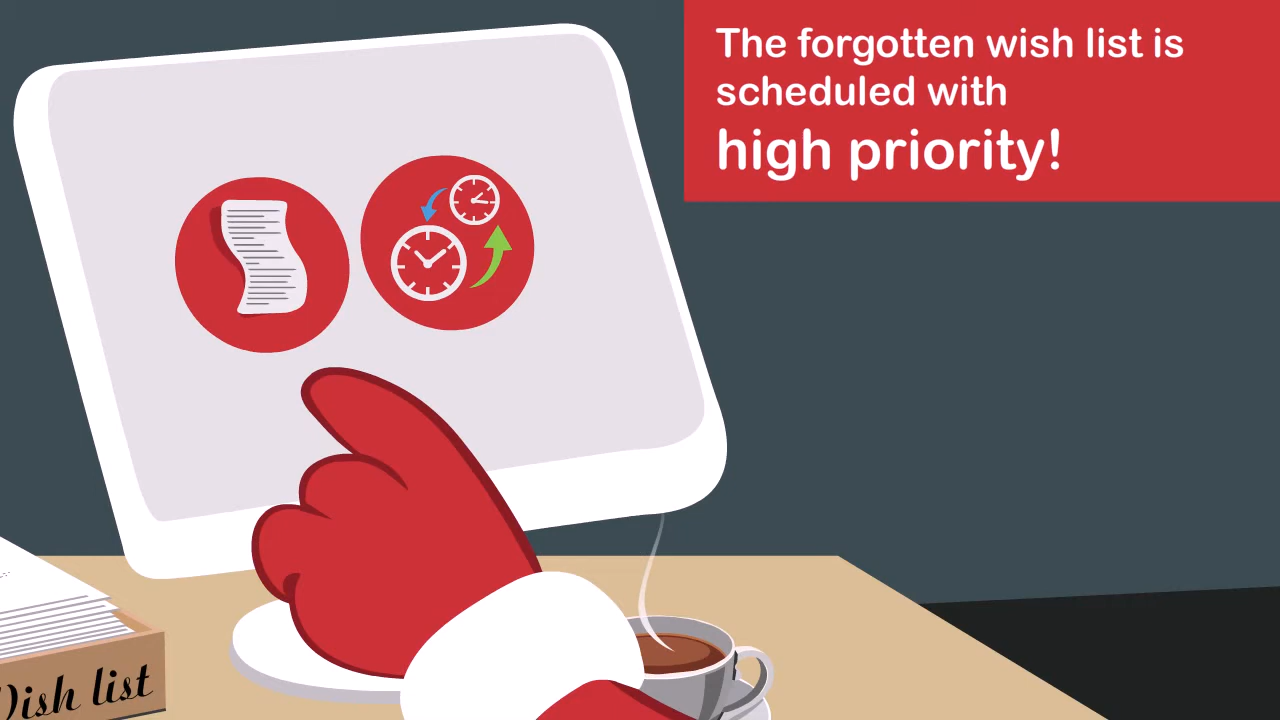 The forgotten wish list is
scheduled with
high priority!
Wish list